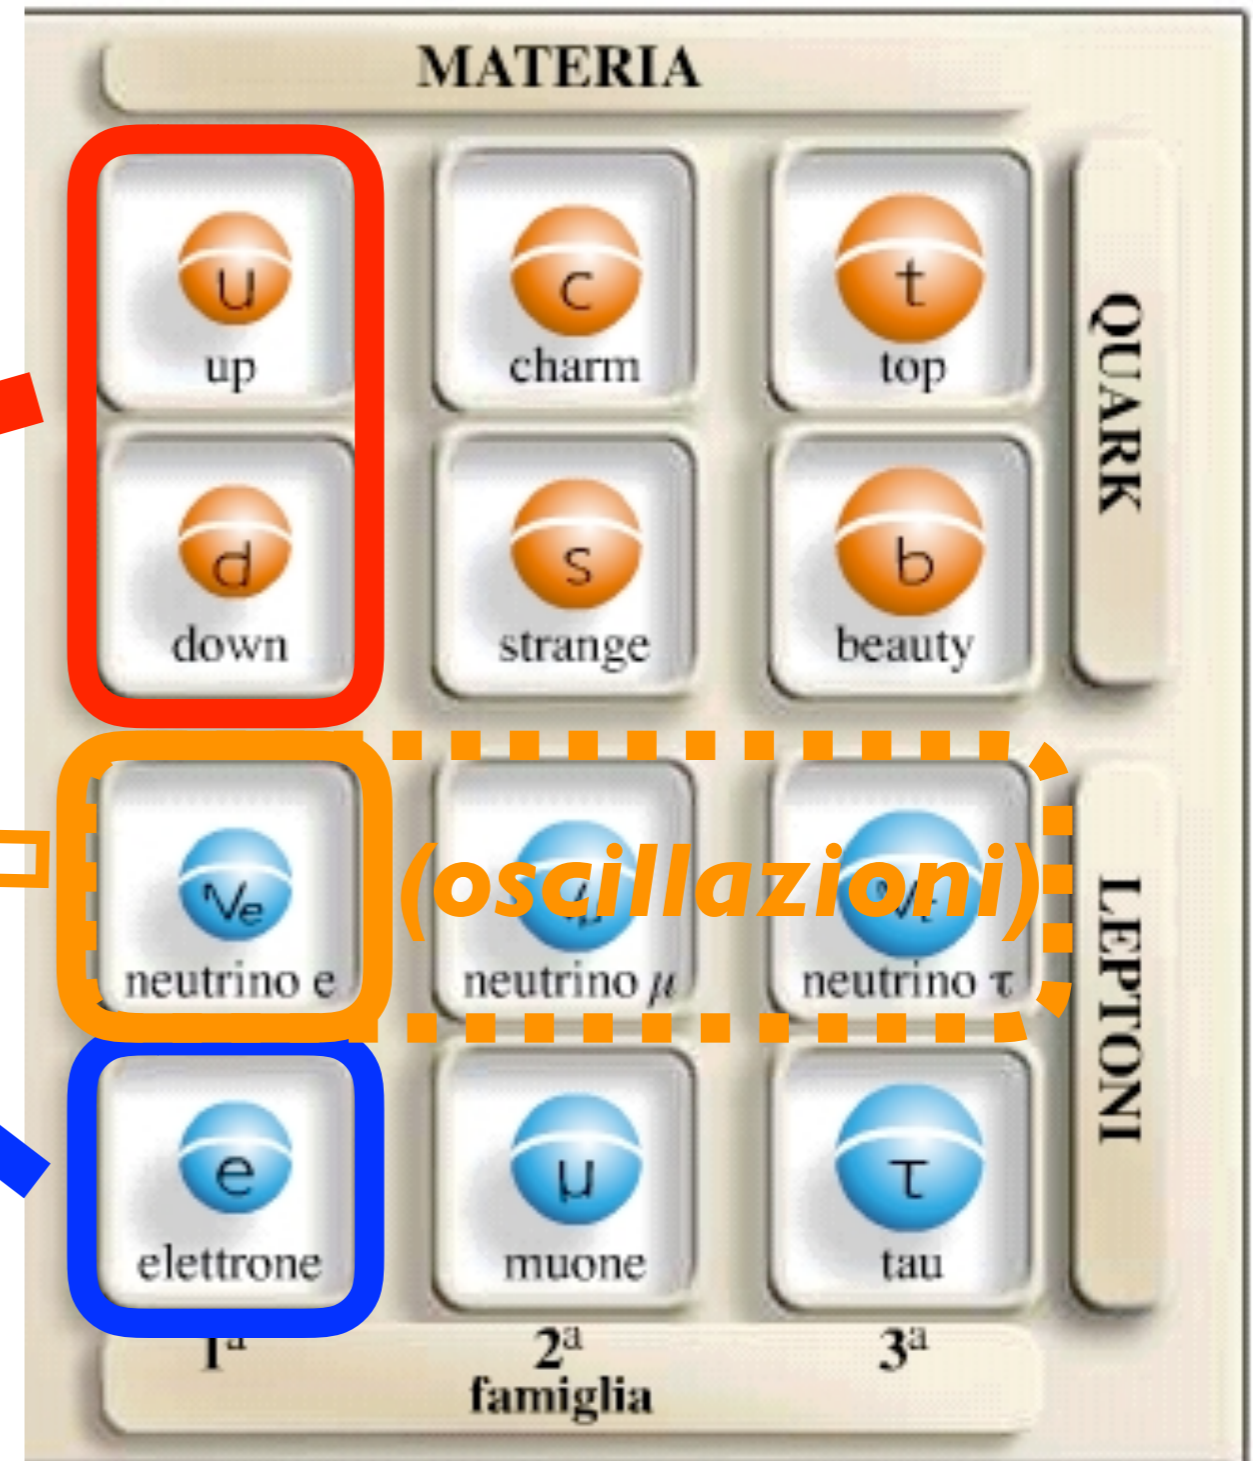 MATERIA
u c t
up charm top
d s b
down strange beauty
QUARK
νe
(oscillazioni)
neutrino e neutrino μ neutrino τ
e μ τ
elettrone muone tau
LEPTONI
1ª 2ª 3ª
famiglia